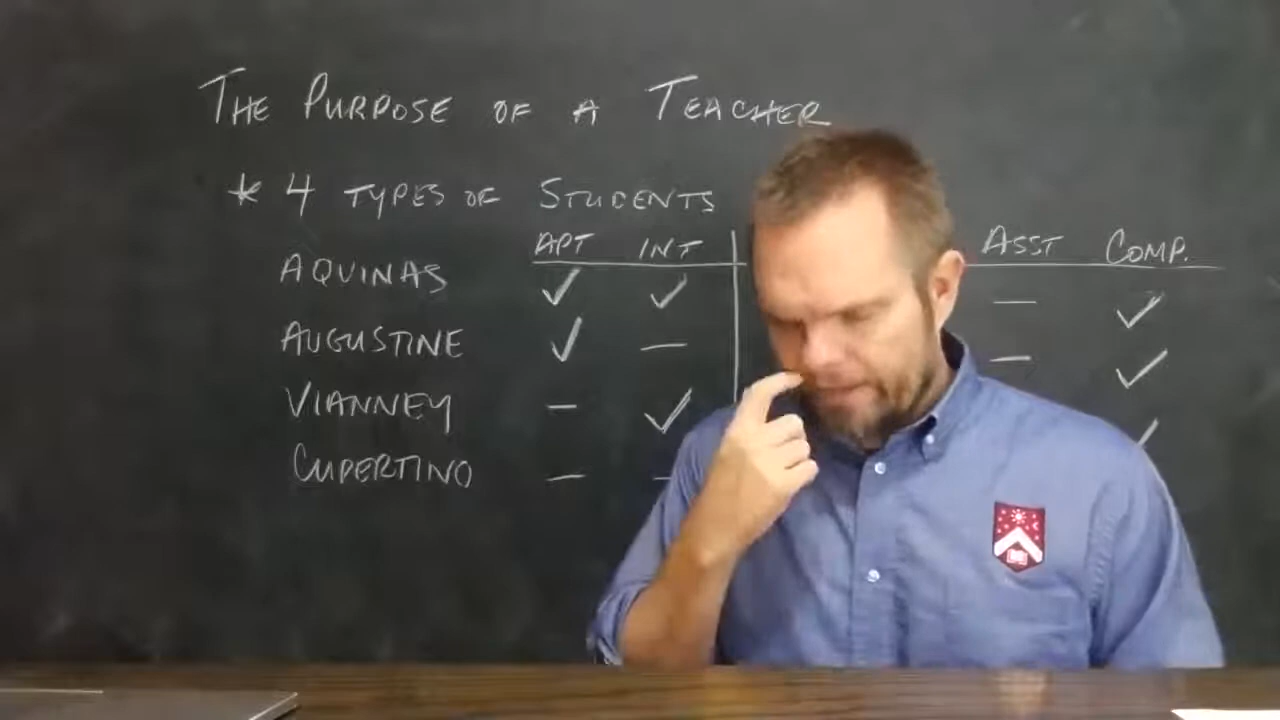 THE PURPOSE OF A TEACHER
* 4 TYPES OF STUDENTS
APT INT ASST COMP.
AQUINAS ✓ ✓ — ✓
AUGUSTINE ✓ — — ✓
VIANNEY — ✓ ✓
CUPERTINO — —